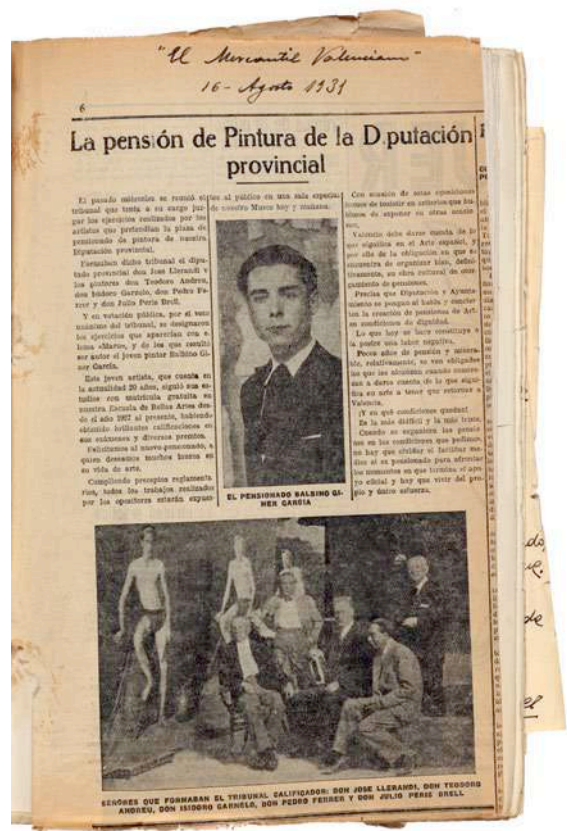 "El Mercantil Valenciano"
16 - Agosto 1931
6
La pensión de Pintura de la D.putación
provincial
El pasado miércoles se reunió el
tribunal que tenía a su cargo juz-
gar los ejercicios realizados por los
artistas que pretendían la plaza de
pensionado de pintura de nuestra
Diputación provincial.
Formaban dicho tribunal el dipu-
tado provincial don José Llerandi y
los pintores don Teodoro Andreu,
don Isidoro Garnelo, don Pedro Fe-
rrer y don Julio Peris Brell.
Y en votación pública, por el voto
unánime del tribunal, se designaron
los ejercicios que aparecían con el
lema «Marte», y de los que resultó
ser autor el joven pintor Balbino Gi-
ner García.
Este joven artista, que cuenta en
la actualidad 20 años, siguió sus es-
tudios con matrícula gratuita en
nuestra Escuela de Bellas Artes des-
de el año 1927 al presente, habiendo
obtenido brillantes calificaciones en
sus exámenes y diversos premios.
Felicitamos al nuevo pensionado, a
quien deseamos muchos lauros en
su vida de arte.
Cumpliendo preceptos reglamenta
rios, todos los trabajos realizados
por los opositores estarán expues-
tos al público en una sala especial
de nuestro Museo hoy y mañana.
EL PENSIONADO BALBINO GI-
NER GARCIA
Con ocasión de estas oposiciones
hemos de insistir en criterios que hu-
bimos de exponer en otras ocasio-
nes.
Valencia debe darse cuenta de lo
que significa en el Arte español, y
por ello de la obligación en que se
encuentra de organizar bien, defini-
tivamente, su obra cultural de otor-
gamiento de pensiones.
Precisa que Diputación y Ayunta-
miento se pongan al habla y concier-
ten la creación de pensiones de Arte
en condiciones de dignidad.
Lo que hoy se hace constituye a
la postre una labor negativa.
Pocos años de pensión y misera-
ble, relativamente, se ven obligados
los que las alcanzan cuando comien-
zan a darse cuenta de lo que signi-
fica en arte a tener que retornar a
Valencia.
¡Y en qué condiciones quedan!
Es lo más difícil y lo más triste.
Cuando se organicen las pensio-
nes en las condiciones que pedimos,
no hay que olvidar el facilitar me-
dios al ex pensionado para afrontar
los momentos en que termina el apo-
yo oficial y hay que vivir del pro-
pio y único esfuerzo.
SEÑORES QUE FORMABAN EL TRIBUNAL CALIFICADOR: DON JOSE LLERANDI, DON TEODORO
ANDREU, DON ISIDORO GARNELO, DON PEDRO FERRER Y DON JULIO PERIS BRELL